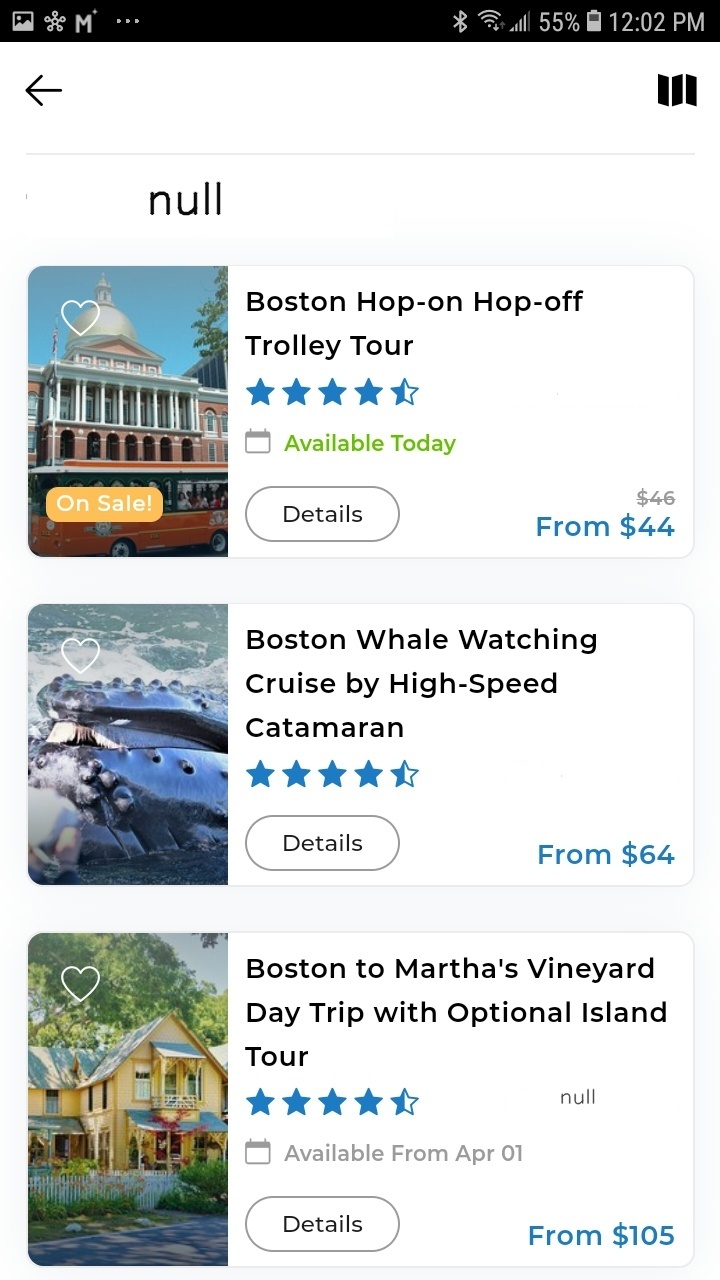 55% 12:02 PM
null
Boston Hop-on Hop-off
Trolley Tour
Available Today
On Sale!
Details
$46
From $44
Boston Whale Watching
Cruise by High-Speed
Catamaran
Details
From $64
Boston to Martha's Vineyard
Day Trip with Optional Island
Tour
null
Available From Apr 01
Details
From $105